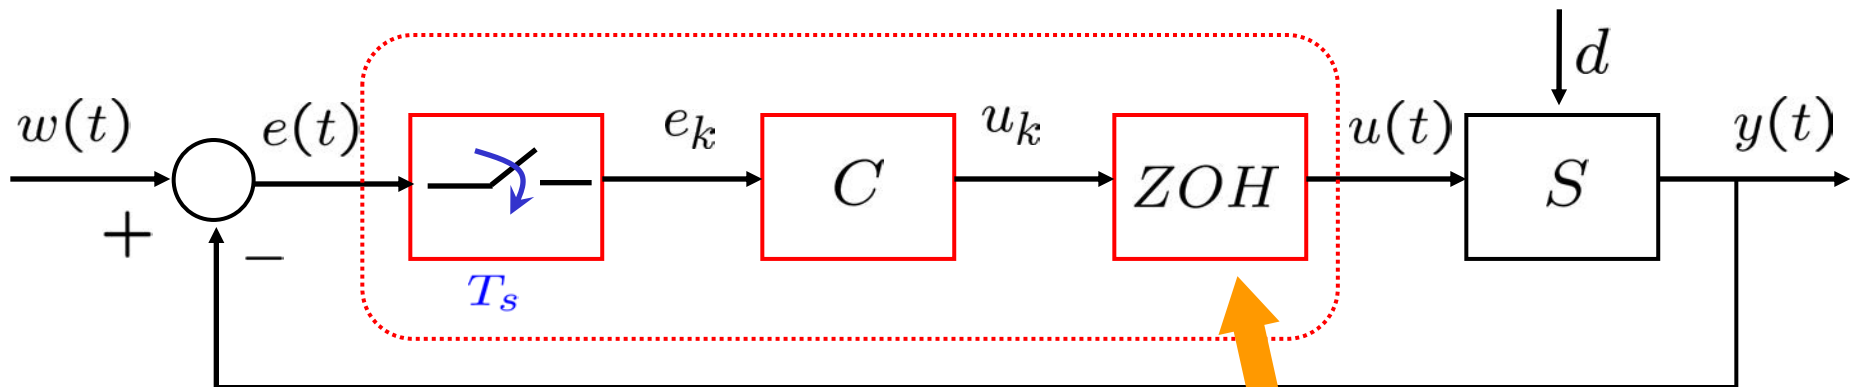 d
w(t)
e(t)
e_k
u_k
u(t)
y(t)
C
ZOH
S
+
−
T_s